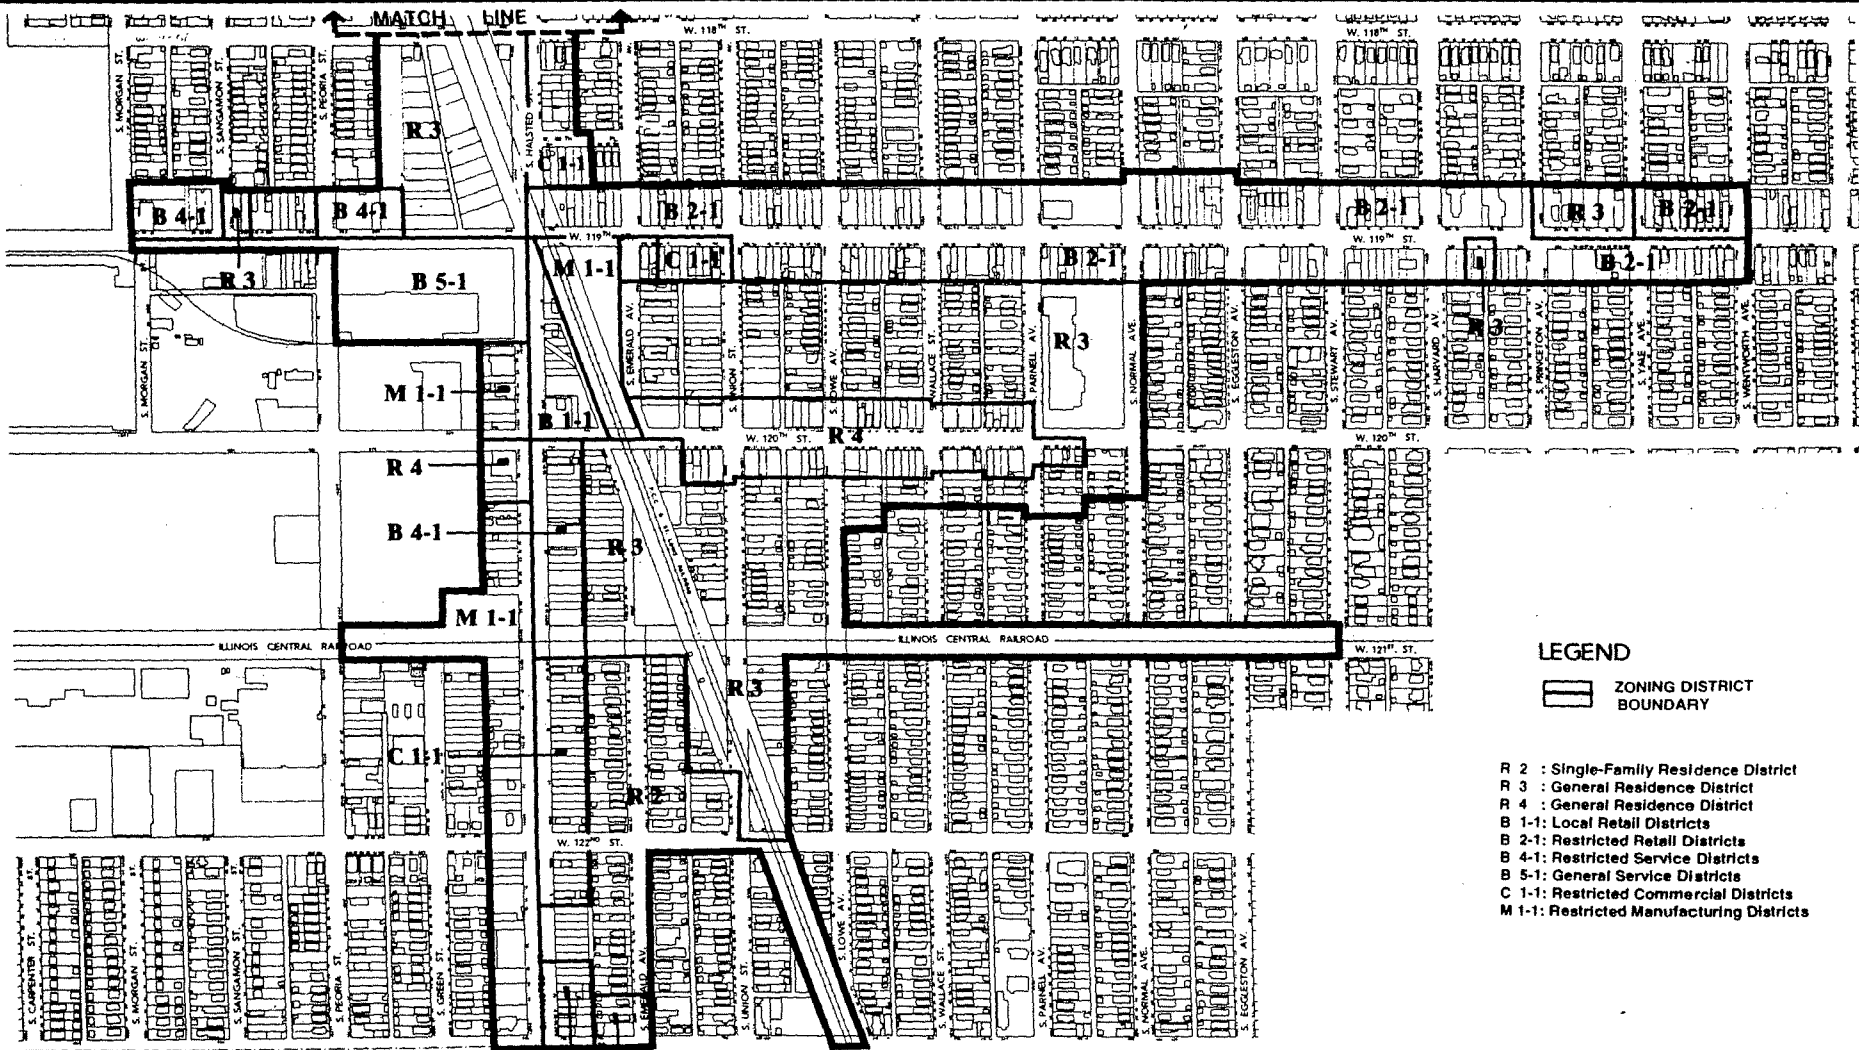 MATCH LINE
W. 118TH ST.
W. 118TH ST.
S. MORGAN ST.
S. SANGAMON ST.
S. PEORIA ST.
S. HALSTED
R 3
C 1-1
B 4-1
B 4-1
B 2-1
B 2-1
R 3
B 2-1
W. 119TH
W. 119TH ST.
R 3
B 5-1
M 1-1
C 1-1
B 2-1
B 2-1
R 3
R 3
S. MORGAN ST.
S. EMERALD AV.
S. UNION ST.
S. LOWE AV.
S. WALLACE ST.
PARNELL AV.
S. NORMAL AVE.
S. EGGLESTON AV.
S. STEWART AV.
S. HARVARD AV.
S. PRINCETON AV.
S. YALE AV.
S. WENTWORTH AVE.
M 1-1
B 1-1
R 4
W. 120TH ST.
W. 120TH ST.
R 4
B 4-1
R 3
M 1-1
ILLINOIS CENTRAL RAILROAD
ILLINOIS CENTRAL RAILROAD
W. 121ST. ST.
R 3
C 1-1
R 2
W. 122ND ST.
S. CARPENTER ST.
S. MORGAN ST.
S. SANGAMON ST.
S. PEORIA ST.
S. GREEN ST.
S. EMERALD AV.
S. UNION ST.
S. LOWE AV.
S. WALLACE ST.
S. PARNELL AV.
S. NORMAL AVE.
S. EGGLESTON AV.
LEGEND
ZONING DISTRICT
BOUNDARY
R 2 : Single-Family Residence District
R 3 : General Residence District
R 4 : General Residence District
B 1-1: Local Retail Districts
B 2-1: Restricted Retail Districts
B 4-1: Restricted Service Districts
B 5-1: General Service Districts
C 1-1: Restricted Commercial Districts
M 1-1: Restricted Manufacturing Districts